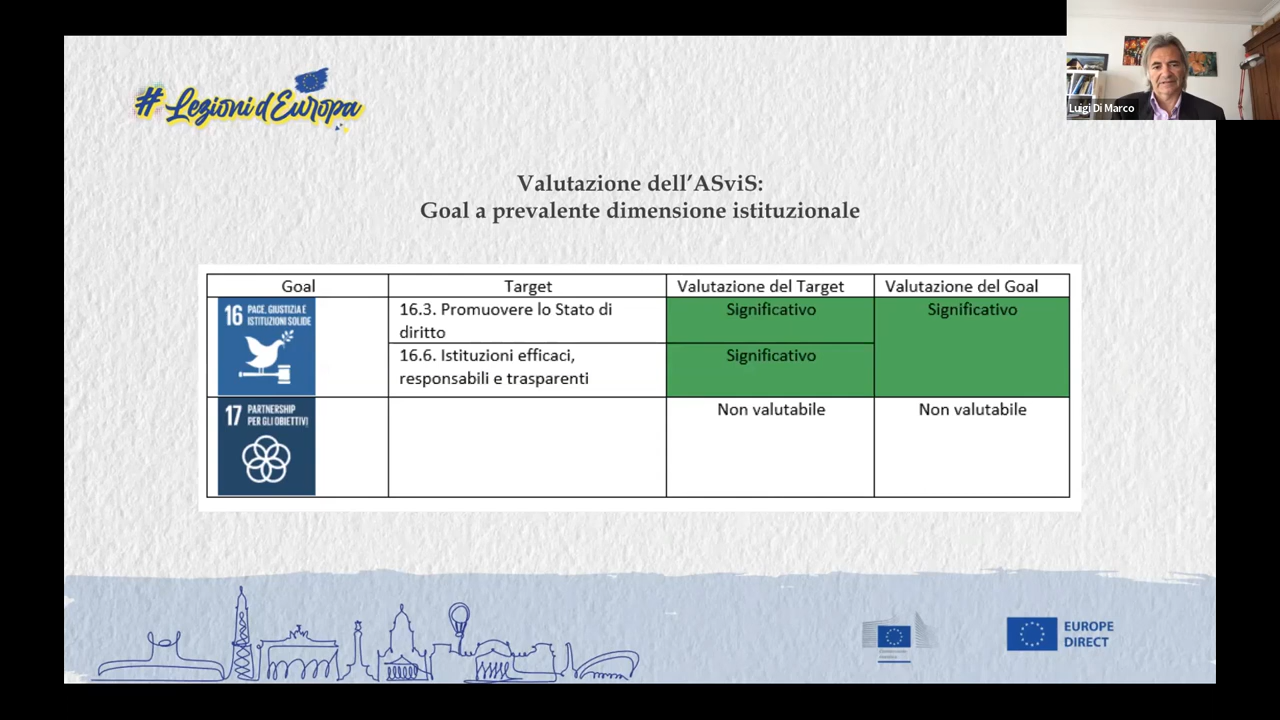 Luigi Di Marco
# Lezioni d'Europa
Valutazione dell'ASviS:
Goal a prevalente dimensione istituzionale
Goal
Target
Valutazione del Target
Valutazione del Goal
16 PACE, GIUSTIZIA E
ISTITUZIONI SOLIDE
16.3. Promuovere lo Stato di
diritto
Significativo
Significativo
16.6. Istituzioni efficaci,
responsabili e trasparenti
Significativo
17 PARTNERSHIP
PER GLI OBIETTIVI
Non valutabile
Non valutabile
EUROPE
DIRECT